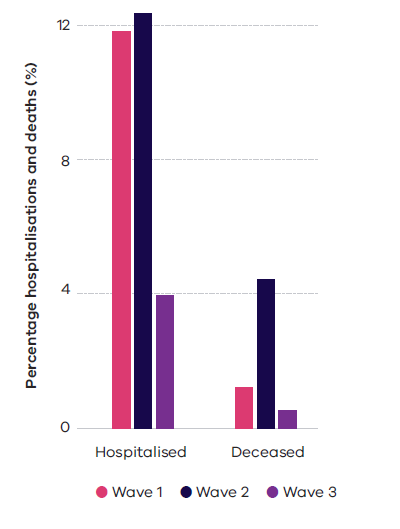 Percentage hospitalisations and deaths (%)
12
8
4
0
Hospitalised Deceased
Wave 1 Wave 2 Wave 3